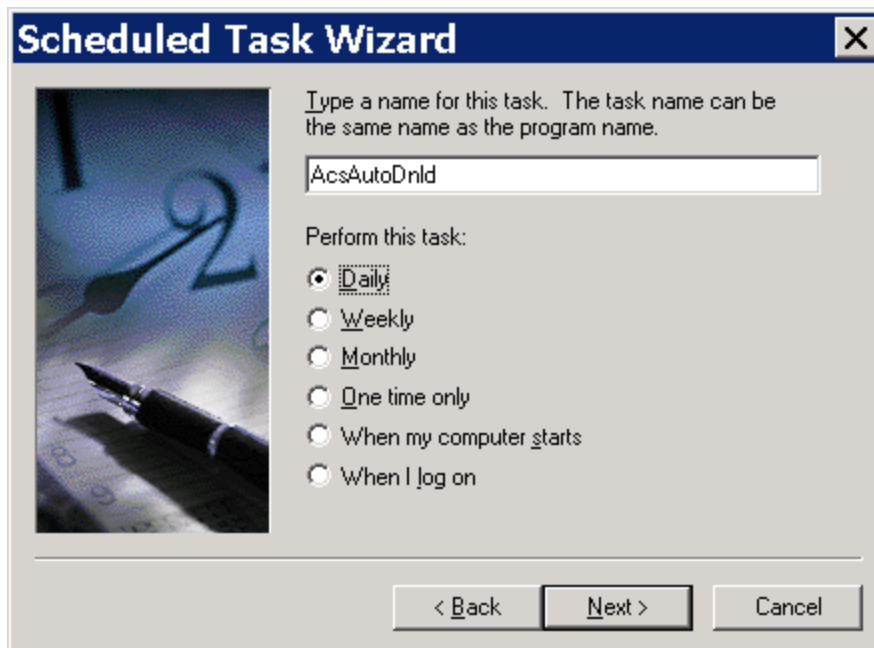 Scheduled Task Wizard
Type a name for this task. The task name can be
the same name as the program name.
AcsAutoDnld
Perform this task:
Daily
Weekly
Monthly
One time only
When my computer starts
When I log on
< Back
Next >
Cancel